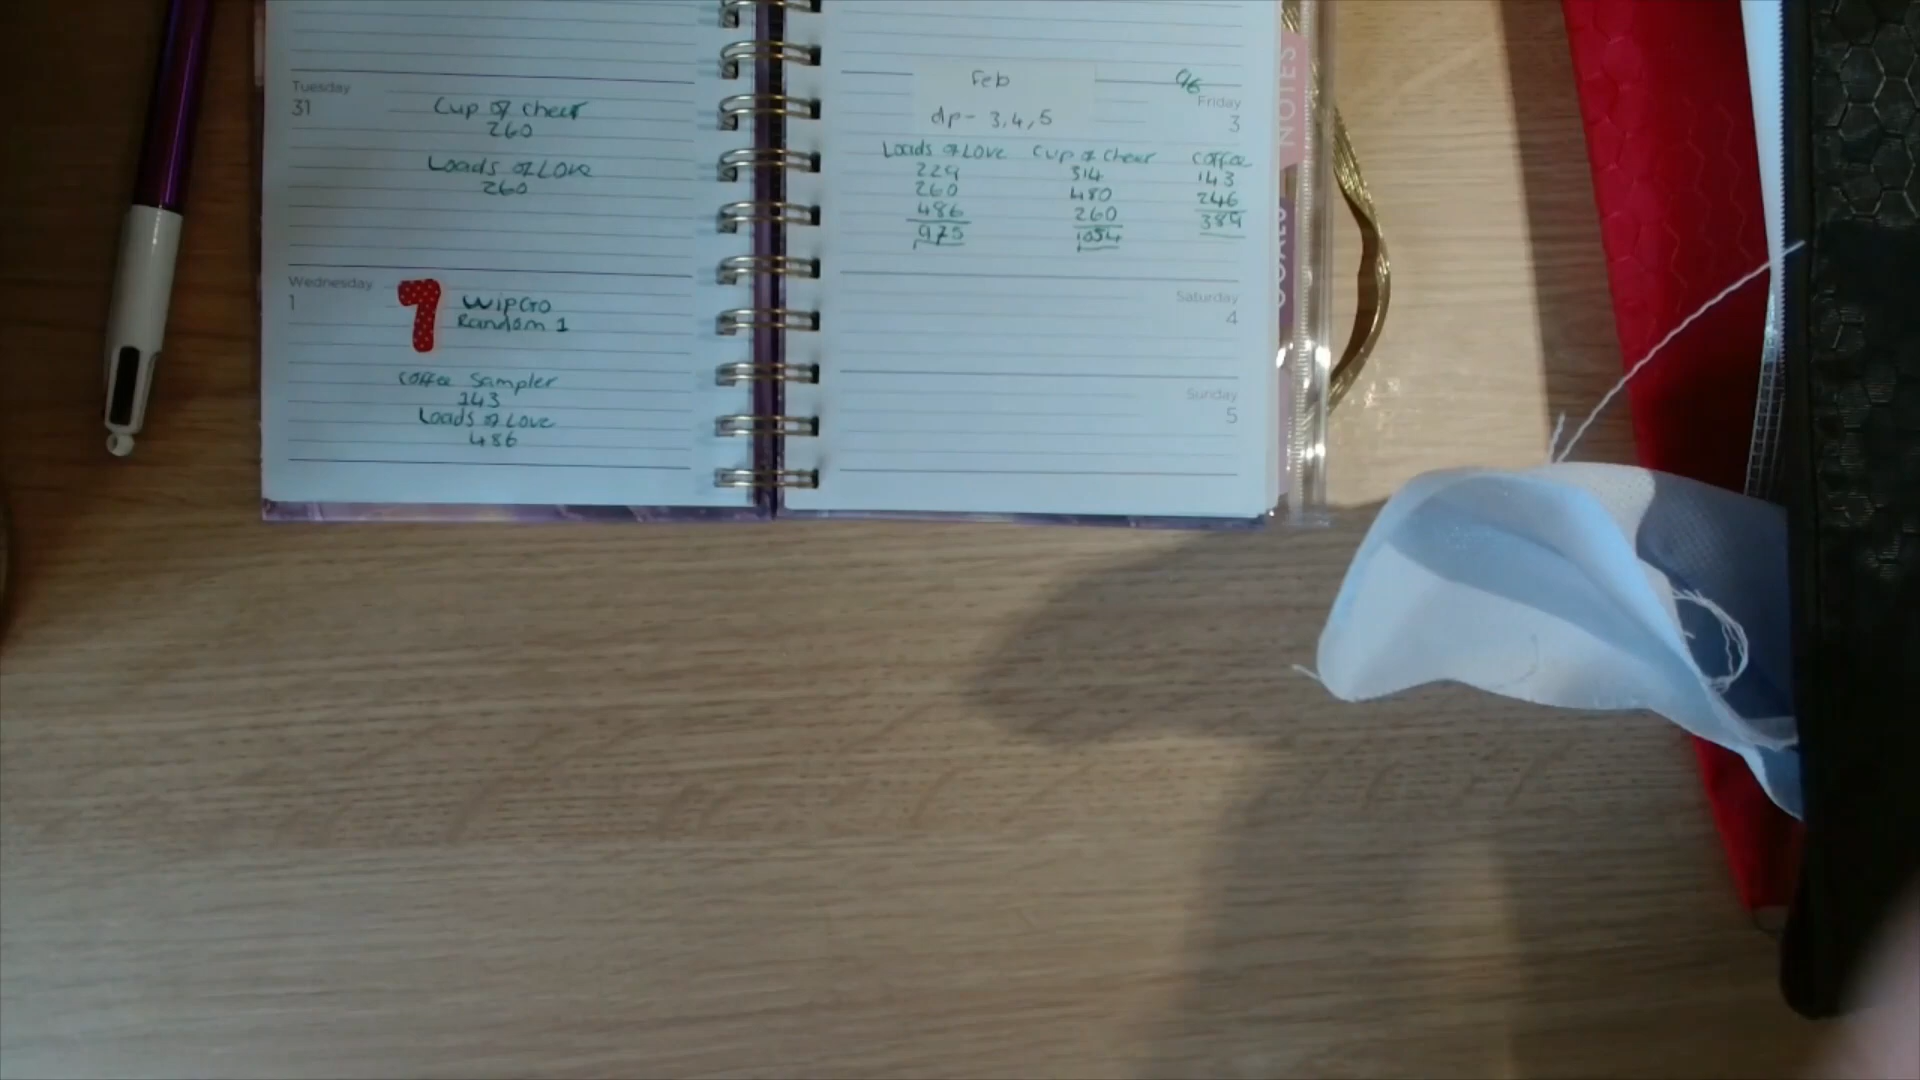 Tuesday
31
Cup of cheer
260
Loads of Love
260
Wednesday
1
WipGo
Random 1
Coffee Sampler
143
Loads of Love
486
Feb
dp - 3,4,5
Friday
3
Loads of Love Cup of cheer Coffee
229 314 143
260 480 246
486 260 389
975 1054
Saturday
4
Sunday
5
NOTES
GOALS